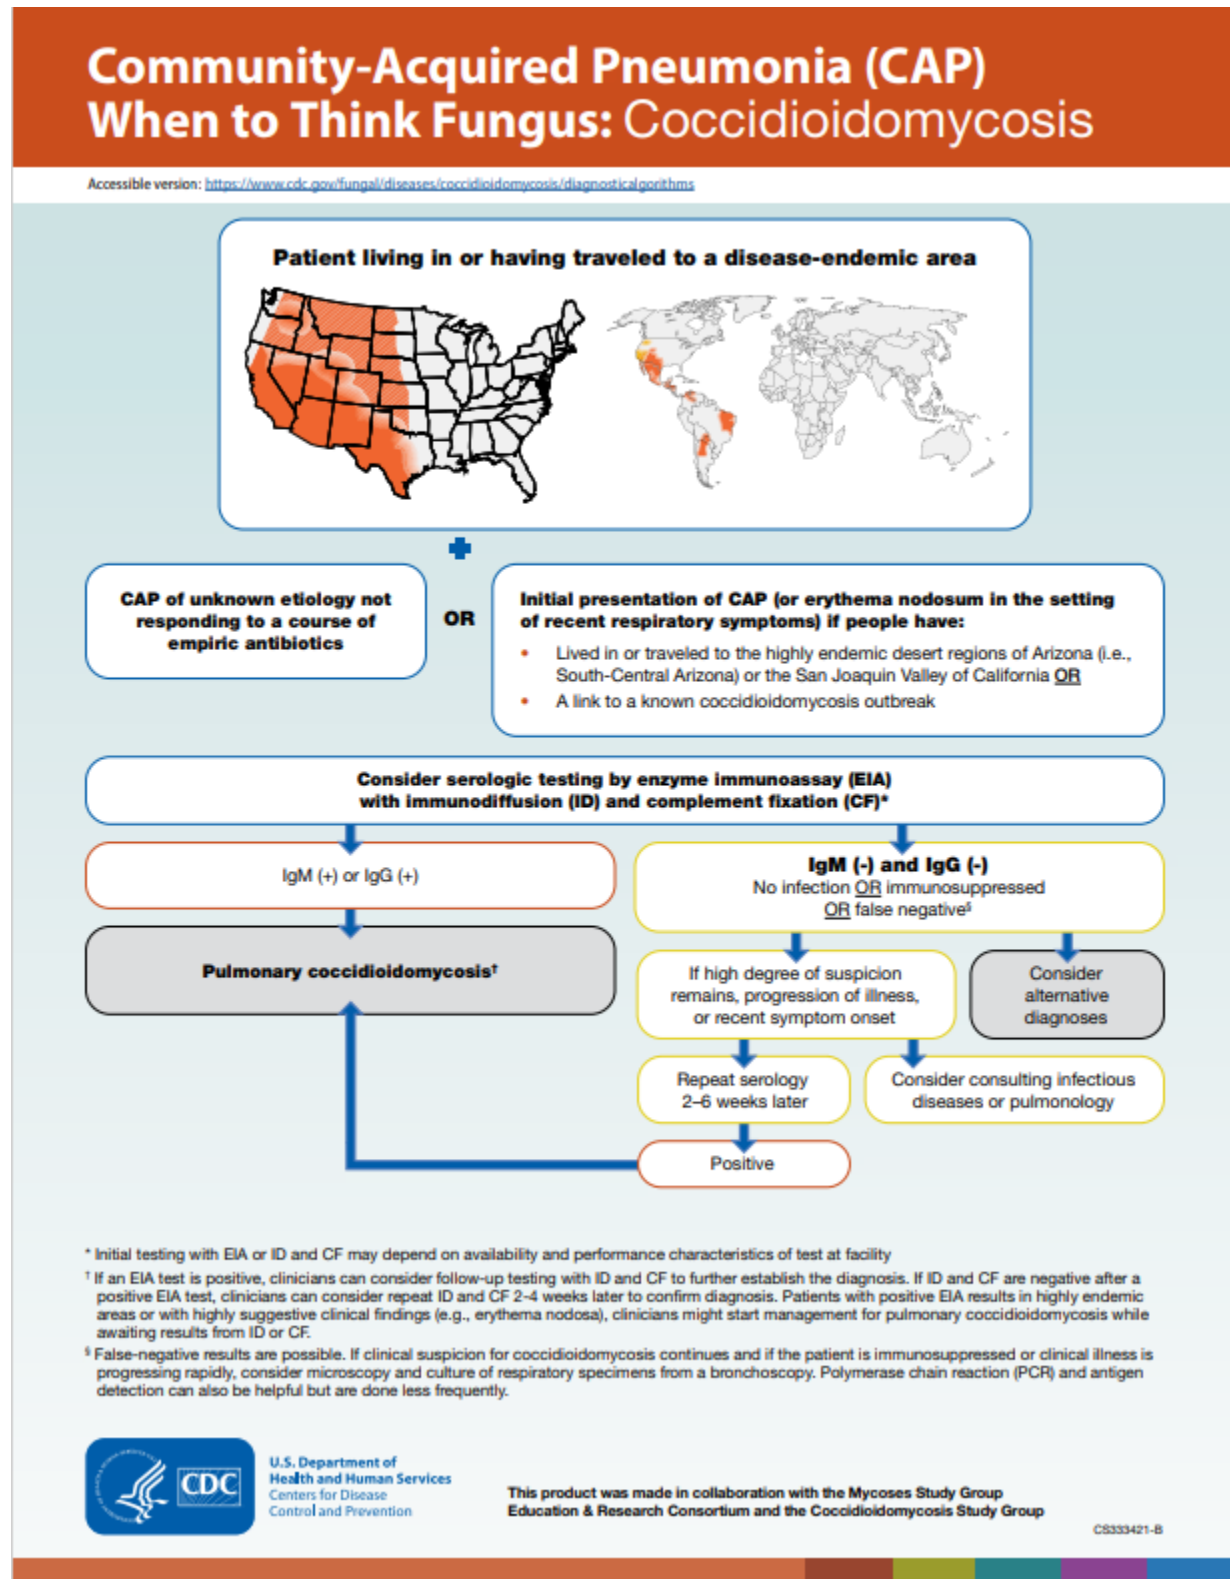 Community-Acquired Pneumonia (CAP)
When to Think Fungus: Coccidioidomycosis
Accessible version: https://www.cdc.gov/fungal/diseases/coccidioidomycosis/diagnosticalgorithms
Patient living in or having traveled to a disease-endemic area
CAP of unknown etiology not
responding to a course of
empiric antibiotics
OR
Initial presentation of CAP (or erythema nodosum in the setting
of recent respiratory symptoms) if people have:
• Lived in or traveled to the highly endemic desert regions of Arizona (i.e.,
South-Central Arizona) or the San Joaquin Valley of California OR
• A link to a known coccidioidomycosis outbreak
Consider serologic testing by enzyme immunoassay (EIA)
with immunodiffusion (ID) and complement fixation (CF)*
IgM (+) or IgG (+)
Pulmonary coccidioidomycosis†
IgM (-) and IgG (-)
No infection OR immunosuppressed
OR false negative§
If high degree of suspicion
remains, progression of illness,
or recent symptom onset
Consider
alternative
diagnoses
Repeat serology
2–6 weeks later
Consider consulting infectious
diseases or pulmonology
Positive
* Initial testing with EIA or ID and CF may depend on availability and performance characteristics of test at facility
† If an EIA test is positive, clinicians can consider follow-up testing with ID and CF to further establish the diagnosis. If ID and CF are negative after a
positive EIA test, clinicians can consider repeat ID and CF 2-4 weeks later to confirm diagnosis. Patients with positive EIA results in highly endemic
areas or with highly suggestive clinical findings (e.g., erythema nodosa), clinicians might start management for pulmonary coccidioidomycosis while
awaiting results from ID or CF.
§ False-negative results are possible. If clinical suspicion for coccidioidomycosis continues and if the patient is immunosuppressed or clinical illness is
progressing rapidly, consider microscopy and culture of respiratory specimens from a bronchoscopy. Polymerase chain reaction (PCR) and antigen
detection can also be helpful but are done less frequently.
CDC
U.S. Department of
Health and Human Services
Centers for Disease
Control and Prevention
This product was made in collaboration with the Mycoses Study Group
Education & Research Consortium and the Coccidioidomycosis Study Group
CS333421-B